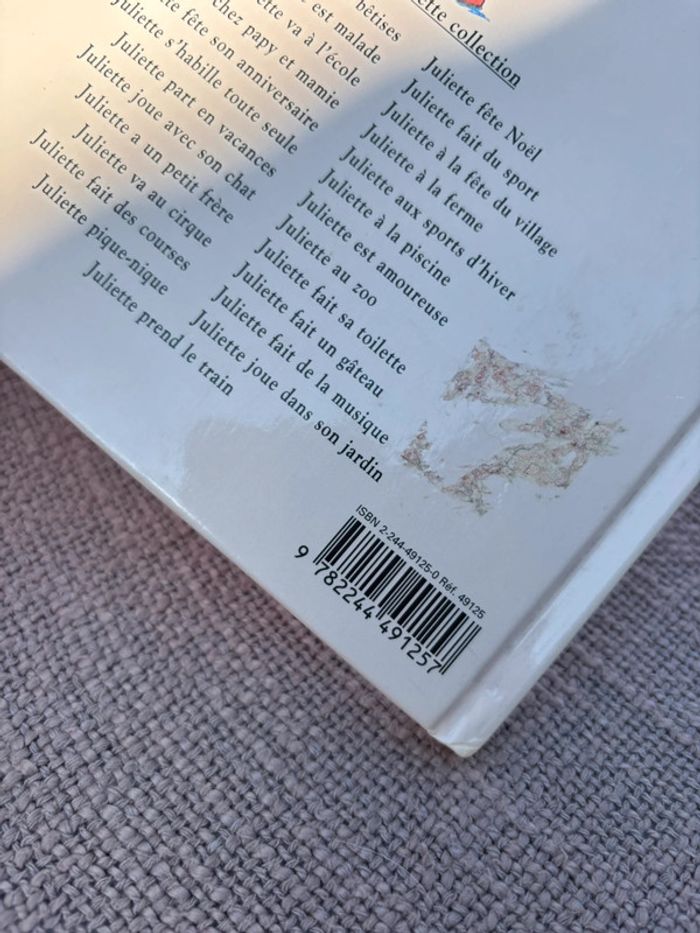 collection
bêtises
est malade
va à l'école
chez papy et mamie
fête son anniversaire
Juliette s'habille toute seule
Juliette part en vacances
Juliette joue avec son chat
Juliette a un petit frère
Juliette va au cirque
Juliette fait des courses
Juliette pique-nique
Juliette prend le train
Juliette fête Noël
Juliette fait du sport
Juliette à la fête du village
Juliette à la ferme
Juliette aux sports d'hiver
Juliette à la piscine
Juliette est amoureuse
Juliette au zoo
Juliette fait sa toilette
Juliette fait un gâteau
Juliette fait de la musique
Juliette joue dans son jardin
ISBN 2-244-49125-0 Réf. 49125
9 782244 491257